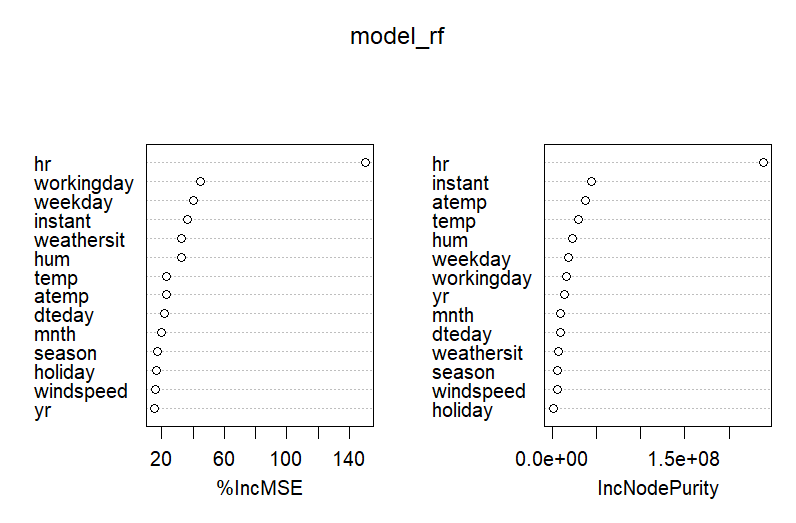 model_rf
hr
workingday
weekday
instant
weathersit
hum
temp
atemp
dteday
mnth
season
holiday
windspeed
yr
20 60 100 140
%IncMSE
hr
instant
atemp
temp
hum
weekday
workingday
yr
mnth
dteday
weathersit
season
windspeed
holiday
0.0e+00 1.5e+08
IncNodePurity